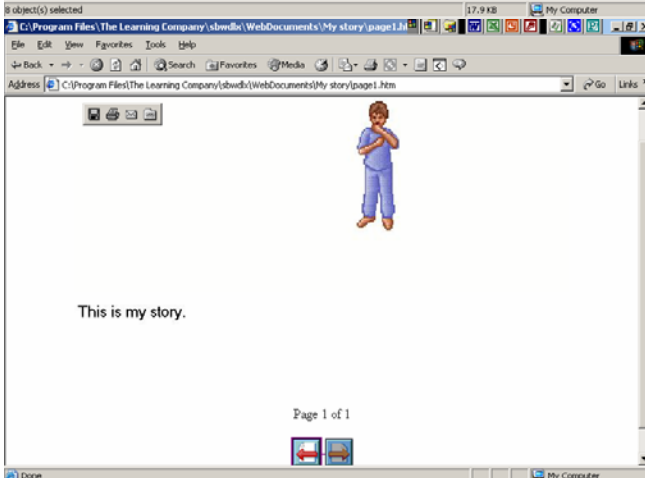 8 object(s) selected 17.9 KB My Computer
C:\Program Files\The Learning Company\sbwdlx\WebDocuments\My story\page1.h
File Edit View Favorites Tools Help
Back Search Favorites Media
Address C:\Program Files\The Learning Company\sbwdlx\WebDocuments\My story\page1.htm Go Links
This is my story.
Page 1 of 1
Done My Computer